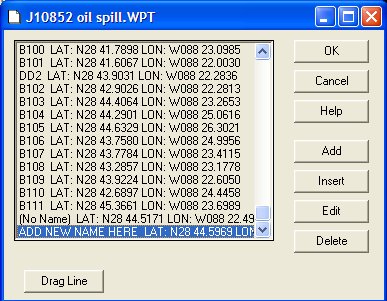 J10852 oil spill.WPT
B100 LAT: N28 41.7898 LON: W088 23.0985
B101 LAT: N28 41.6067 LON: W088 22.0030
DD2 LAT: N28 43.9031 LON: W088 22.2836
B102 LAT: N28 42.9026 LON: W088 22.2813
B103 LAT: N28 44.4064 LON: W088 23.2653
B104 LAT: N28 44.2901 LON: W088 25.0616
B105 LAT: N28 44.6329 LON: W088 26.3021
B106 LAT: N28 43.7580 LON: W088 24.9956
B107 LAT: N28 43.7784 LON: W088 23.4115
B108 LAT: N28 43.2857 LON: W088 23.1778
B109 LAT: N28 43.9224 LON: W088 22.6050
B110 LAT: N28 42.6897 LON: W088 24.4458
B111 LAT: N28 45.3661 LON: W088 23.6989
(No Name) LAT: N28 44.5171 LON: W088 22.49
ADD NEW NAME HERE LAT: N28 44.5969 LON
OK
Cancel
Help
Add
Insert
Edit
Delete
Drag Line